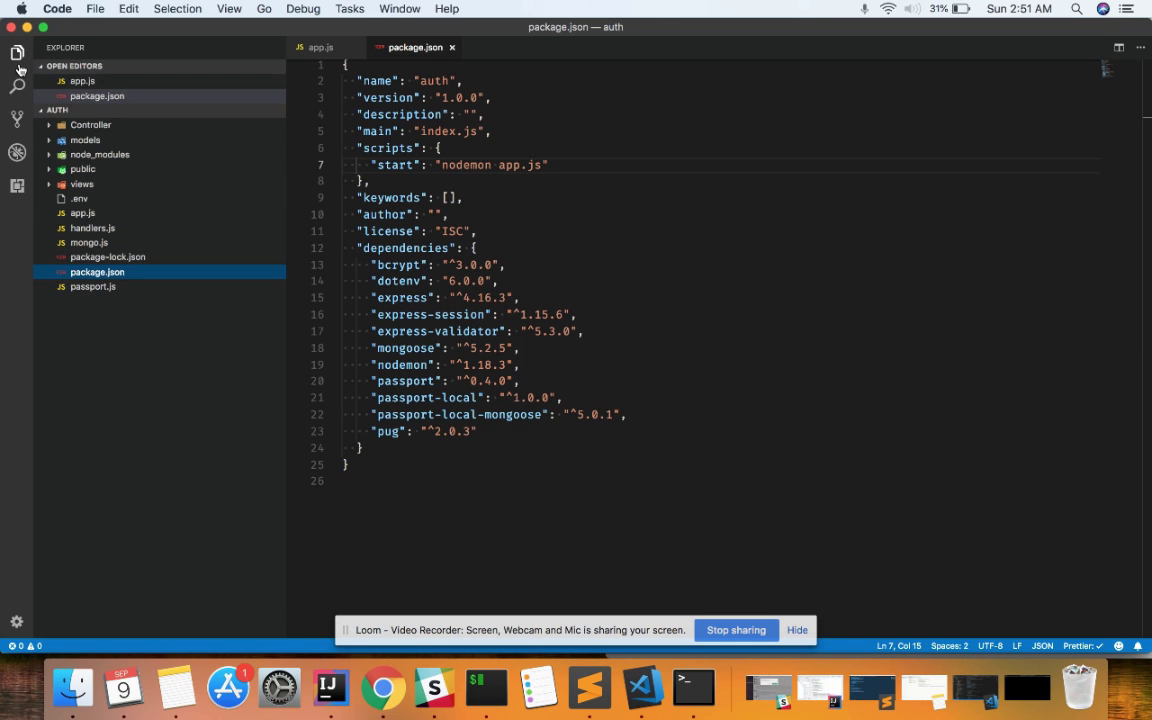 Code File Edit Selection View Go Debug Tasks Window Help 31% Sun 2:51 AM
package.json — auth
EXPLORER
OPEN EDITORS
JS app.js
package.json
AUTH
Controller
models
node_modules
public
views
.env
JS app.js
JS handlers.js
JS mongo.js
package-lock.json
package.json
JS passport.js
JS app.js package.json ×
1 {
2 "name": "auth",
3 "version": "1.0.0",
4 "description": "",
5 "main": "index.js",
6 "scripts": {
7 "start": "nodemon app.js"
8 },
9 "keywords": [],
10 "author": "",
11 "license": "ISC",
12 "dependencies": {
13 "bcrypt": "^3.0.0",
14 "dotenv": "6.0.0",
15 "express": "^4.16.3",
16 "express-session": "^1.15.6",
17 "express-validator": "^5.3.0",
18 "mongoose": "^5.2.5",
19 "nodemon": "^1.18.3",
20 "passport": "^0.4.0",
21 "passport-local": "^1.0.0",
22 "passport-local-mongoose": "^5.0.1",
23 "pug": "^2.0.3"
24 }
25 }
26
Loom - Video Recorder: Screen, Webcam and Mic is sharing your screen. Stop sharing Hide
0 0 Ln 7, Col 15 Spaces: 2 UTF-8 LF JSON Prettier: ✓
SEP
9
1
IJ
$
>_